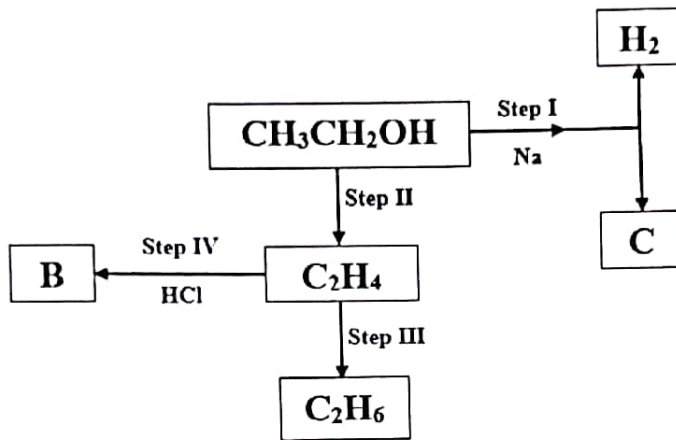 H₂
Step I
CH₃CH₂OH
Na
Step II
C
Step IV
B
C₂H₄
HCl
Step III
C₂H₆